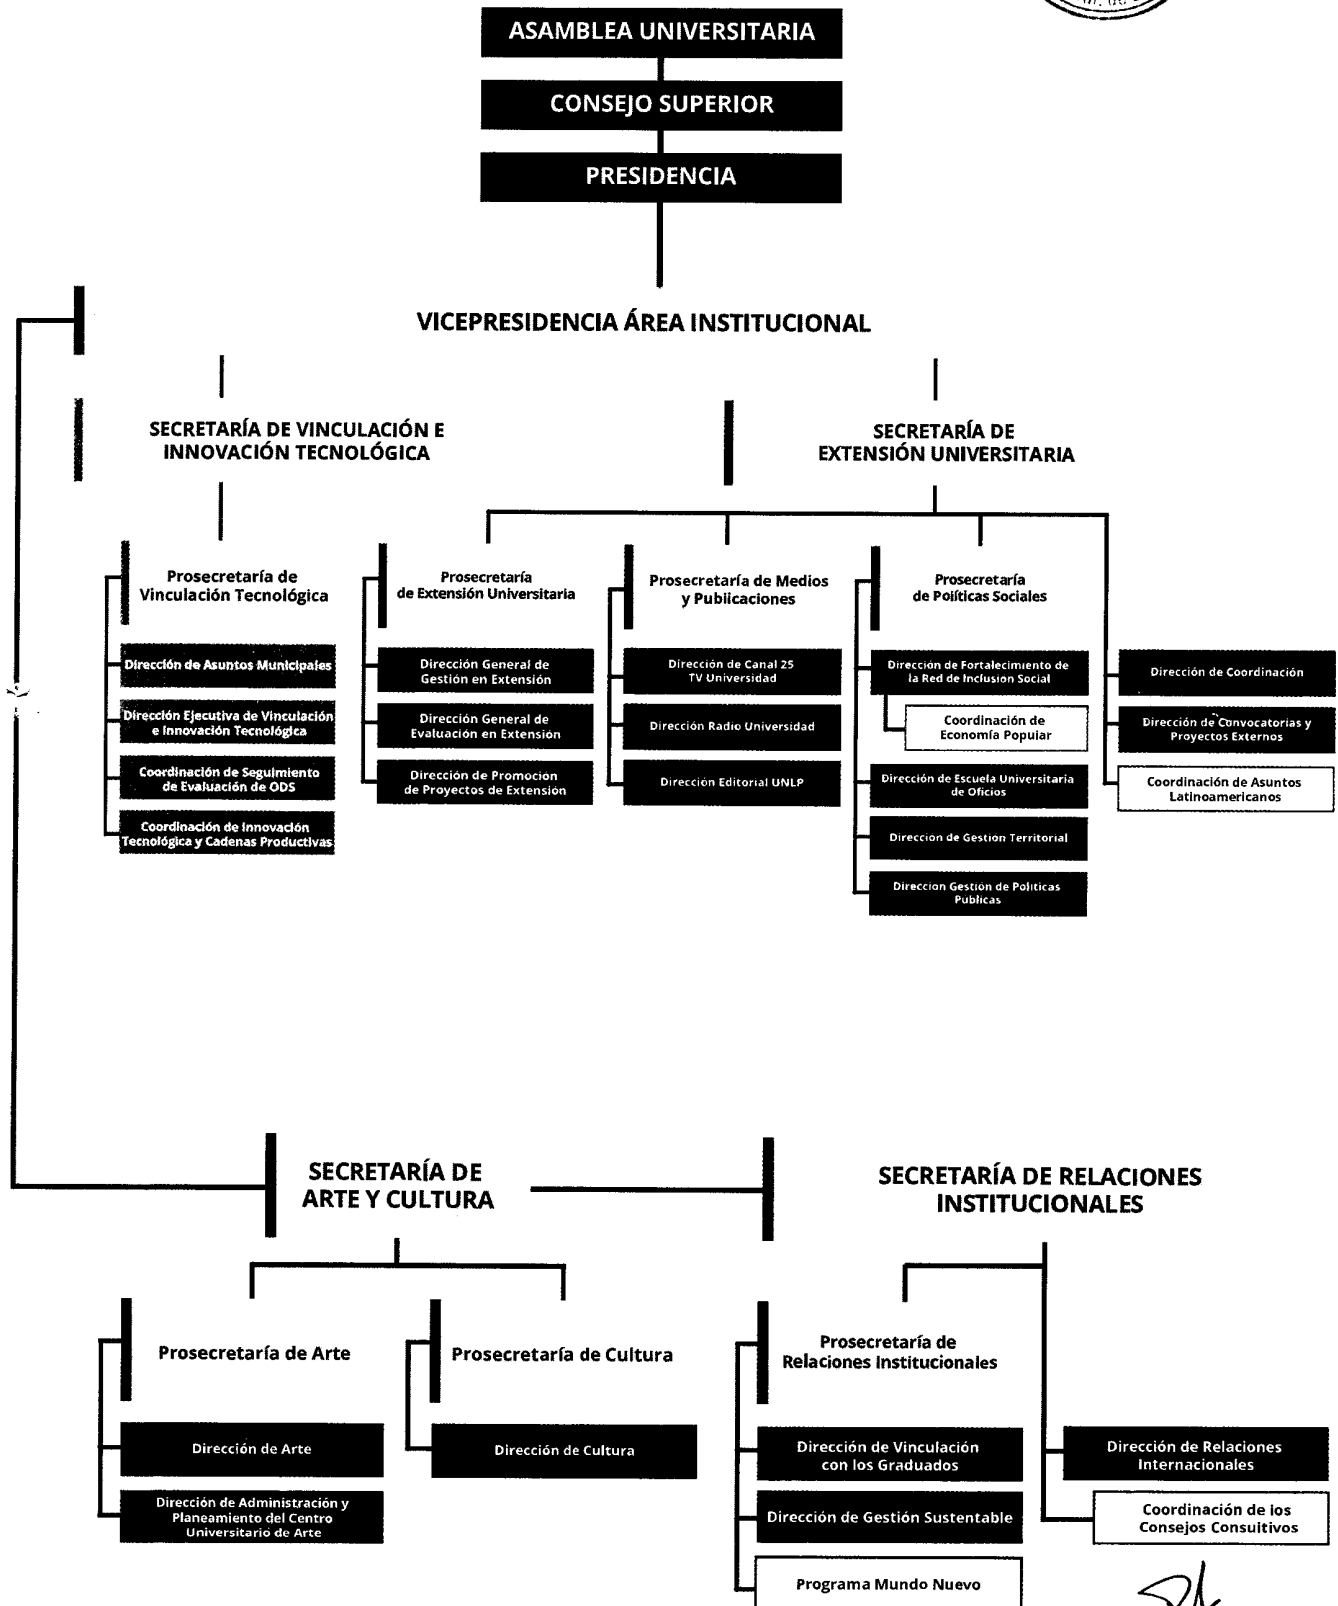 ASAMBLEA UNIVERSITARIA
CONSEJO SUPERIOR
PRESIDENCIA
VICEPRESIDENCIA ÁREA INSTITUCIONAL
SECRETARÍA DE VINCULACIÓN E
INNOVACIÓN TECNOLÓGICA
SECRETARÍA DE
EXTENSIÓN UNIVERSITARIA
Prosecretaría de
Vinculación Tecnológica
Dirección de Asuntos Municipales
Dirección Ejecutiva de Vinculación
e Innovación Tecnológica
Coordinación de Seguimiento
de Evaluación de ODS
Coordinación de Innovación
Tecnológica y Cadenas Productivas
Prosecretaría
de Extensión Universitaria
Dirección General de
Gestión en Extensión
Dirección General de
Evaluación en Extensión
Dirección de Promoción
de Proyectos de Extensión
Prosecretaría de Medios
y Publicaciones
Dirección de Canal 25
TV Universidad
Dirección Radio Universidad
Dirección Editorial UNLP
Prosecretaría
de Políticas Sociales
Dirección de Fortalecimiento de
la Red de Inclusión Social
Coordinación de
Economía Popular
Dirección de Escuela Universitaria
de Oficios
Dirección de Gestión Territorial
Dirección Gestión de Políticas
Públicas
Dirección de Coordinación
Dirección de Convocatorias y
Proyectos Externos
Coordinación de Asuntos
Latinoamericanos
SECRETARÍA DE
ARTE Y CULTURA
SECRETARÍA DE RELACIONES
INSTITUCIONALES
Prosecretaría de Arte
Dirección de Arte
Dirección de Administración y
Planeamiento del Centro
Universitario de Arte
Prosecretaría de Cultura
Dirección de Cultura
Prosecretaría de
Relaciones Institucionales
Dirección de Vinculación
con los Graduados
Dirección de Gestión Sustentable
Programa Mundo Nuevo
Dirección de Relaciones
Internacionales
Coordinación de los
Consejos Consultivos